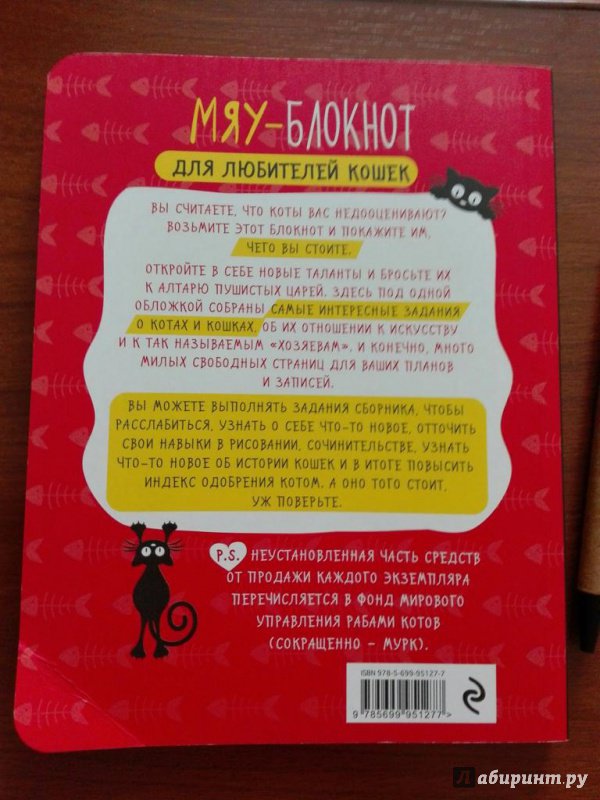 МЯУ-БЛОКНОТ
ДЛЯ ЛЮБИТЕЛЕЙ КОШЕК
ВЫ СЧИТАЕТЕ, ЧТО КОТЫ ВАС НЕДООЦЕНИВАЮТ?
ВОЗЬМИТЕ ЭТОТ БЛОКНОТ И ПОКАЖИТЕ ИМ,
ЧЕГО ВЫ СТОИТЕ.
ОТКРОЙТЕ В СЕБЕ НОВЫЕ ТАЛАНТЫ И БРОСЬТЕ ИХ
К АЛТАРЮ ПУШИСТЫХ ЦАРЕЙ. ЗДЕСЬ ПОД ОДНОЙ
ОБЛОЖКОЙ СОБРАНЫ САМЫЕ ИНТЕРЕСНЫЕ ЗАДАНИЯ
О КОТАХ И КОШКАХ, ОБ ИХ ОТНОШЕНИИ К ИСКУССТВУ
И К ТАК НАЗЫВАЕМЫМ «ХОЗЯЕВАМ». И КОНЕЧНО, МНОГО
МИЛЫХ СВОБОДНЫХ СТРАНИЦ ДЛЯ ВАШИХ ПЛАНОВ
И ЗАПИСЕЙ.
ВЫ МОЖЕТЕ ВЫПОЛНЯТЬ ЗАДАНИЯ СБОРНИКА, ЧТОБЫ
РАССЛАБИТЬСЯ, УЗНАТЬ О СЕБЕ ЧТО-ТО НОВОЕ, ОТТОЧИТЬ
СВОИ НАВЫКИ В РИСОВАНИИ, СОЧИНИТЕЛЬСТВЕ, УЗНАТЬ
ЧТО-ТО НОВОЕ ОБ ИСТОРИИ КОШЕК И В ИТОГЕ ПОВЫСИТЬ
ИНДЕКС ОДОБРЕНИЯ КОТОМ. А ОНО ТОГО СТОИТ,
УЖ ПОВЕРЬТЕ.
P.S. НЕУСТАНОВЛЕННАЯ ЧАСТЬ СРЕДСТВ
ОТ ПРОДАЖИ КАЖДОГО ЭКЗЕМПЛЯРА
ПЕРЕЧИСЛЯЕТСЯ В ФОНД МИРОВОГО
УПРАВЛЕНИЯ РАБАМИ КОТОВ
(СОКРАЩЕННО - МУРК).
ISBN 978-5-699-95127-7
9 785699 951277 >
Лабиринт.ру